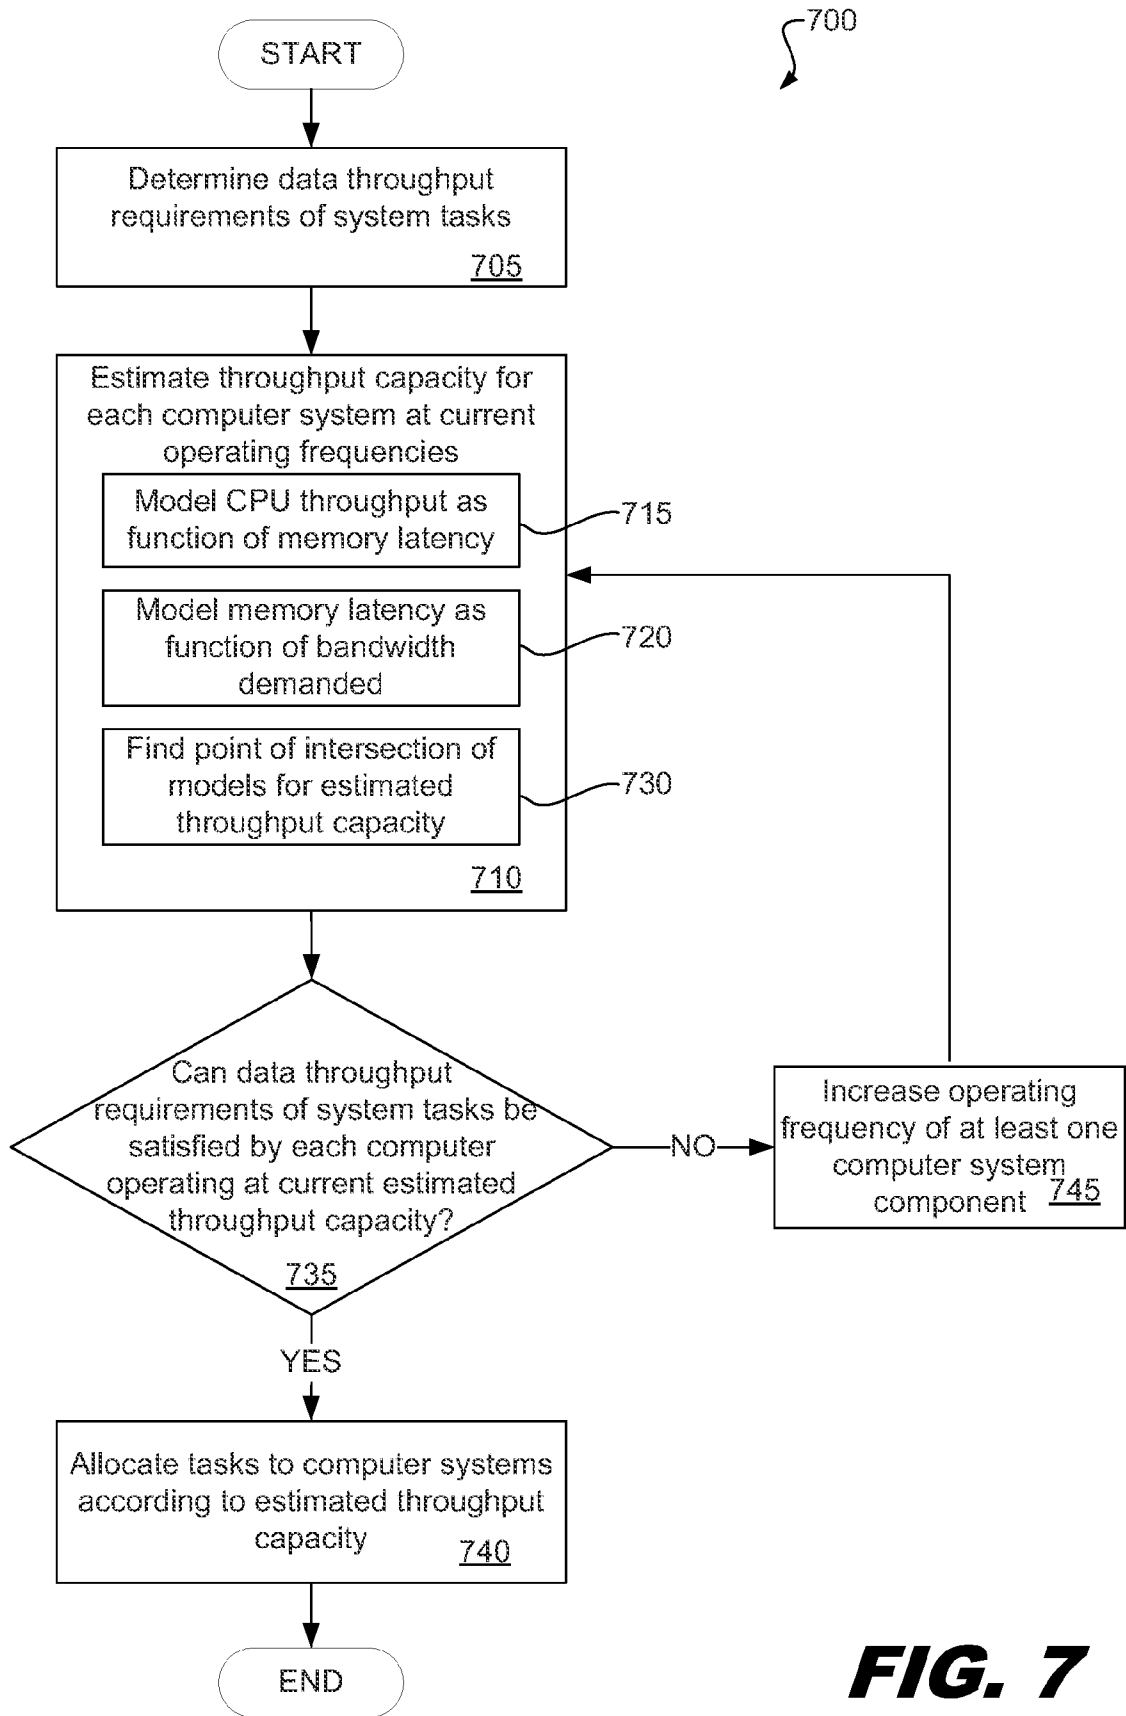 START
700
Determine data throughput
requirements of system tasks
705
Estimate throughput capacity for
each computer system at current
operating frequencies
Model CPU throughput as
function of memory latency
715
Model memory latency as
function of bandwidth
demanded
720
Find point of intersection of
models for estimated
throughput capacity
730
710
Can data throughput
requirements of system tasks be
satisfied by each computer
operating at current estimated
throughput capacity?
735
NO
Increase operating
frequency of at least one
computer system
component
745
YES
Allocate tasks to computer systems
according to estimated throughput
capacity
740
END
FIG. 7